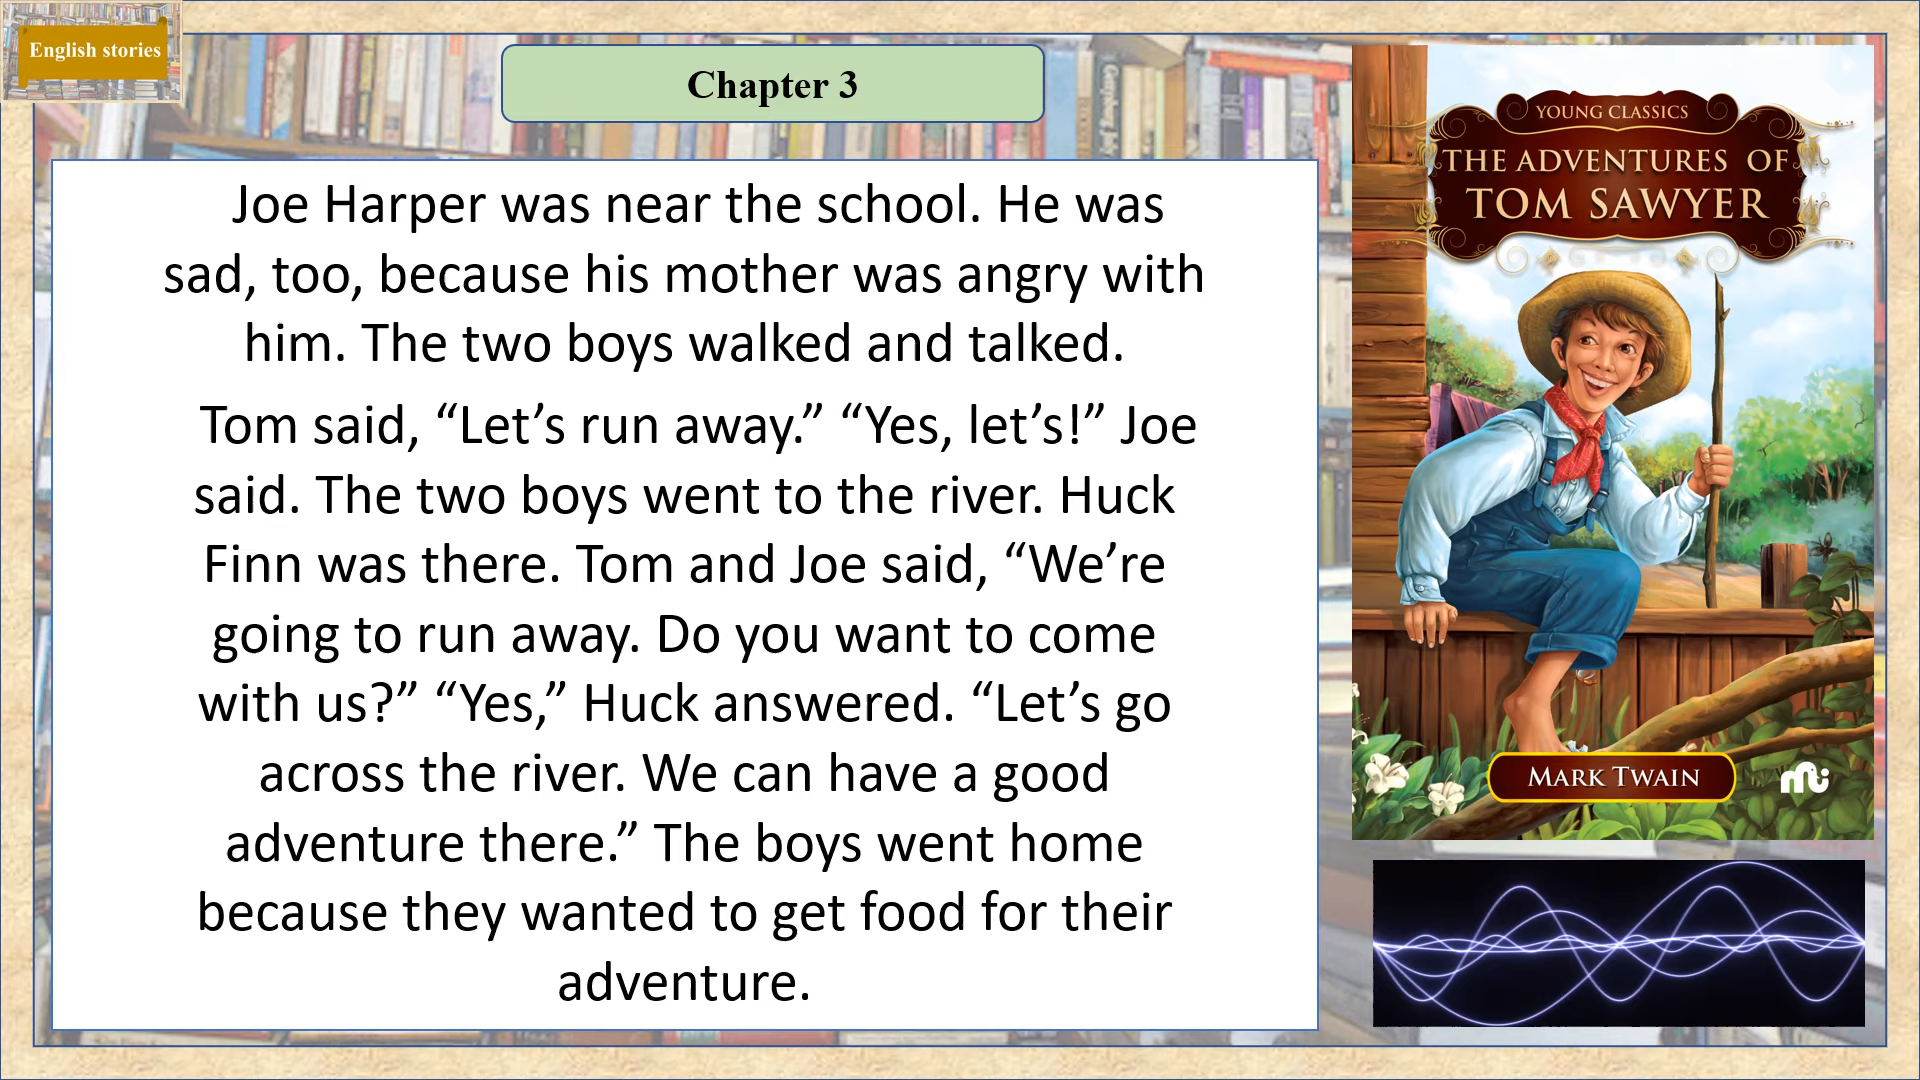 English stories
Chapter 3
Joe Harper was near the school. He was
sad, too, because his mother was angry with
him. The two boys walked and talked.
Tom said, “Let’s run away.” “Yes, let’s!” Joe
said. The two boys went to the river. Huck
Finn was there. Tom and Joe said, “We’re
going to run away. Do you want to come
with us?” “Yes,” Huck answered. “Let’s go
across the river. We can have a good
adventure there.” The boys went home
because they wanted to get food for their
adventure.
YOUNG CLASSICS
THE ADVENTURES OF
TOM SAWYER
MARK TWAIN